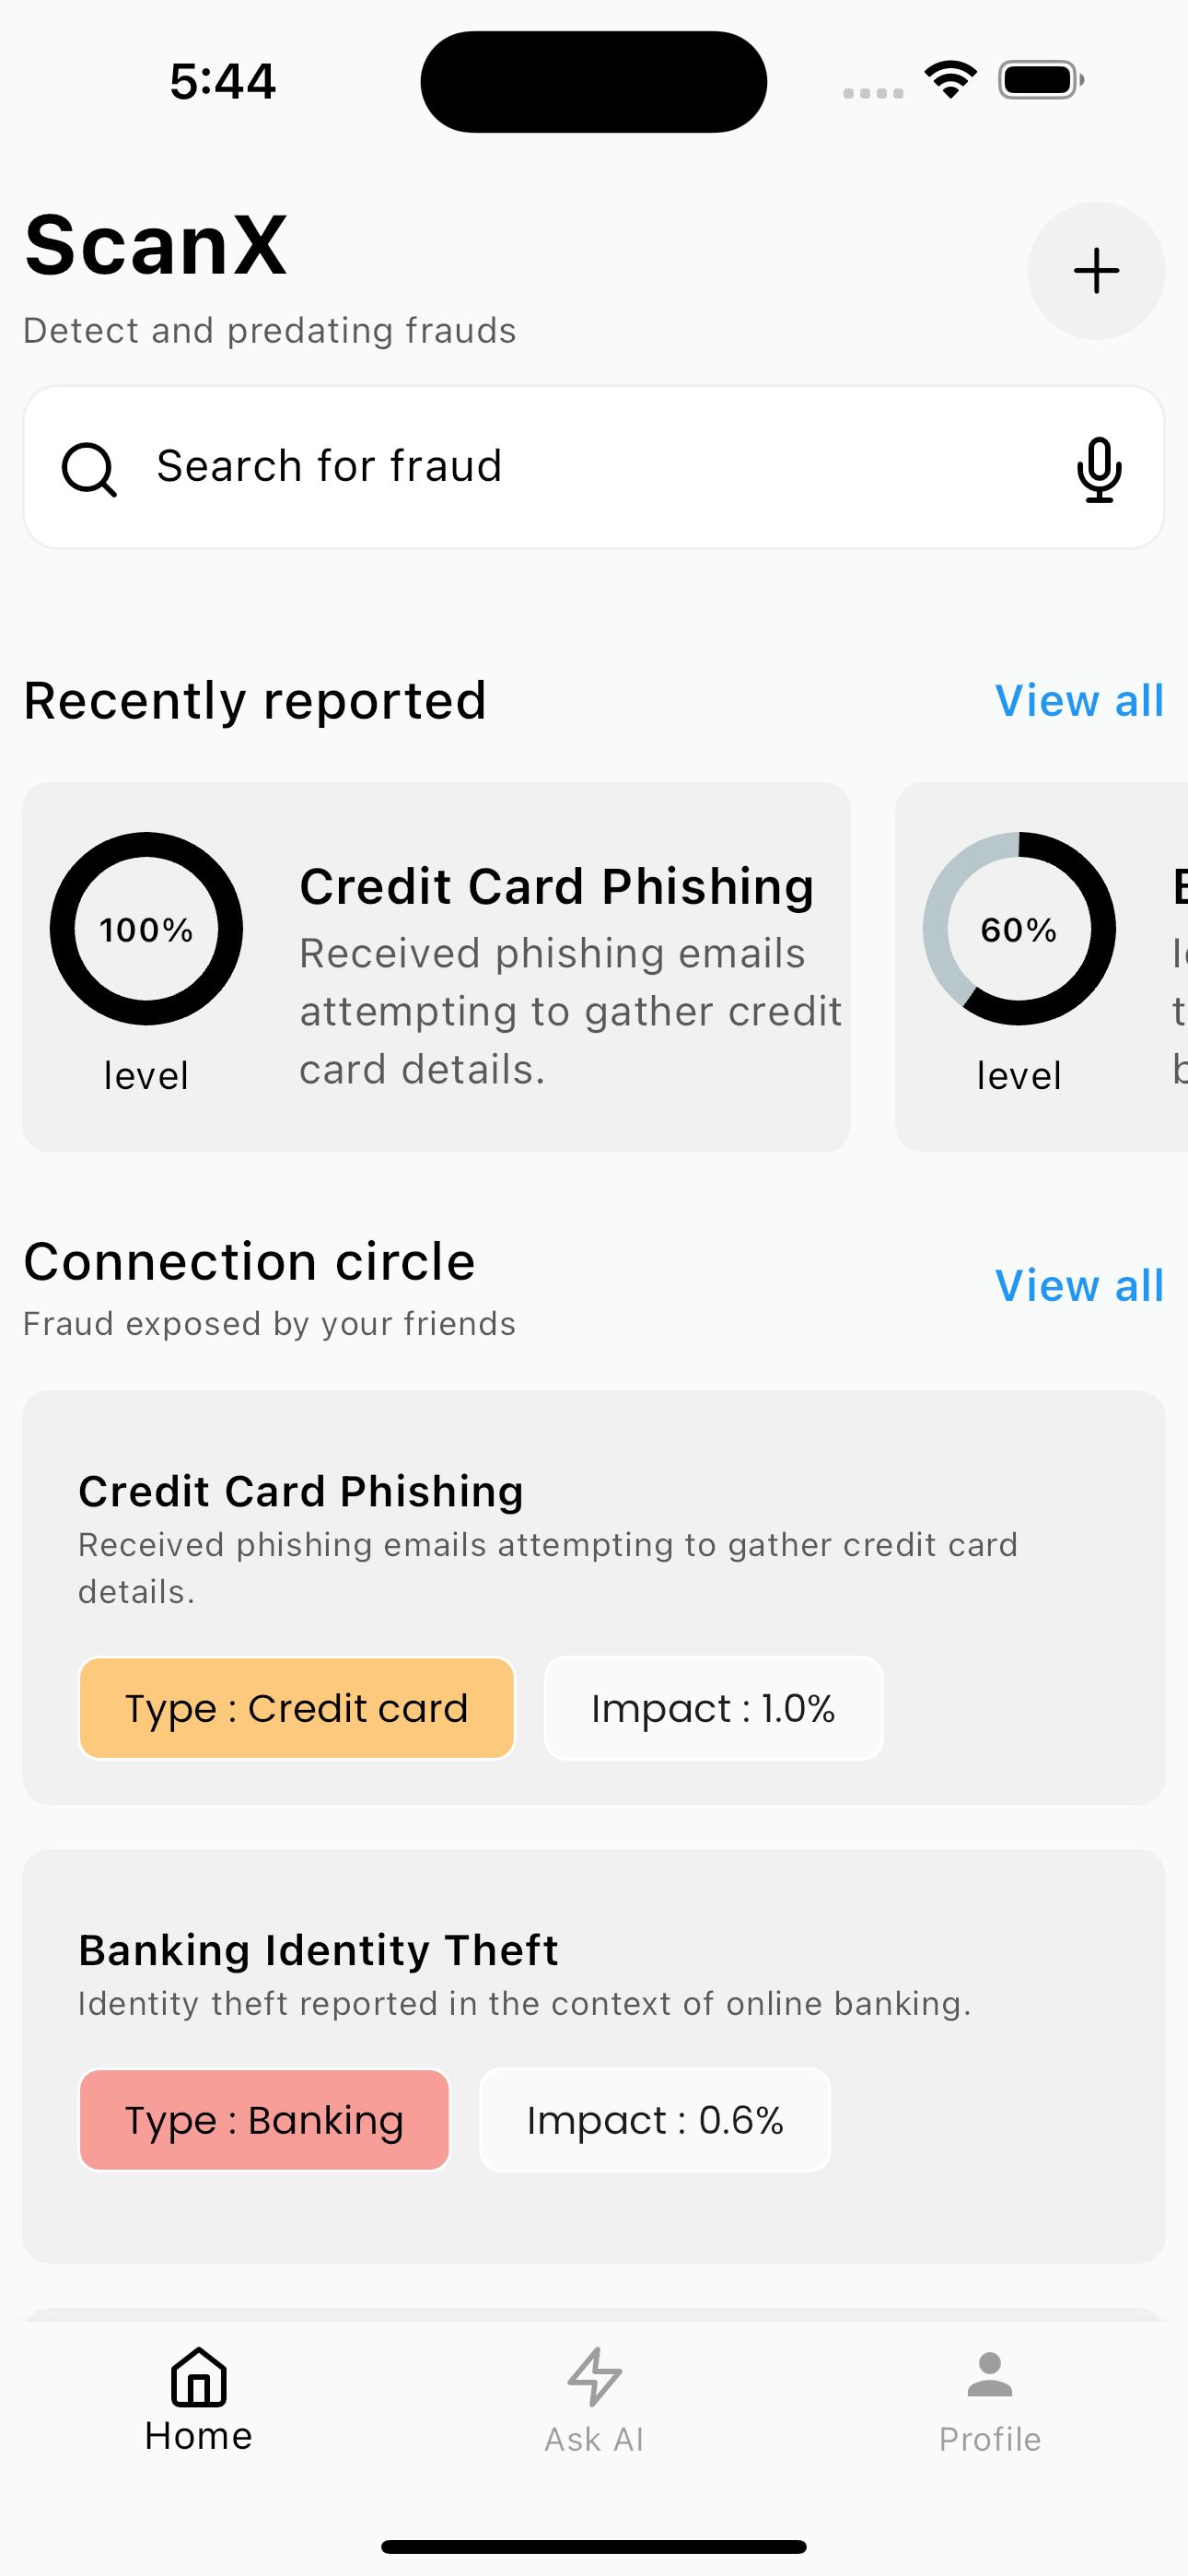 5:44
ScanX
Detect and predating frauds
Search for fraud
Recently reported
View all
100%
level
Credit Card Phishing
Received phishing emails
attempting to gather credit
card details.
60%
level
Connection circle
Fraud exposed by your friends
View all
Credit Card Phishing
Received phishing emails attempting to gather credit card
details.
Type : Credit card
Impact : 1.0%
Banking Identity Theft
Identity theft reported in the context of online banking.
Type : Banking
Impact : 0.6%
Home
Ask AI
Profile